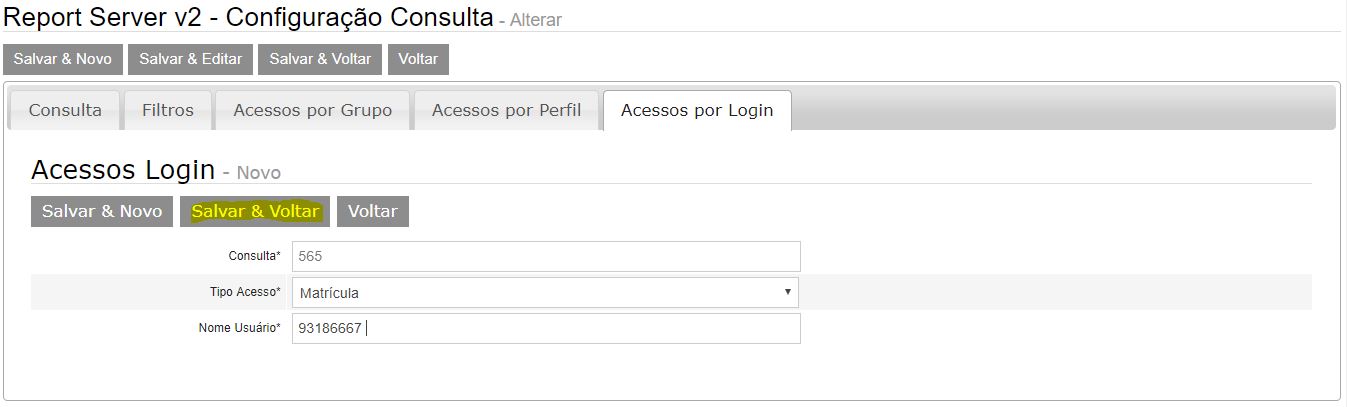 Report Server v2 - Configuração Consulta - Alterar
Salvar & Novo Salvar & Editar Salvar & Voltar Voltar
Consulta Filtros Acessos por Grupo Acessos por Perfil Acessos por Login
Acessos Login - Novo
Salvar & Novo Salvar & Voltar Voltar
Consulta* 565
Tipo Acesso* Matrícula
Nome Usuário* 93186667